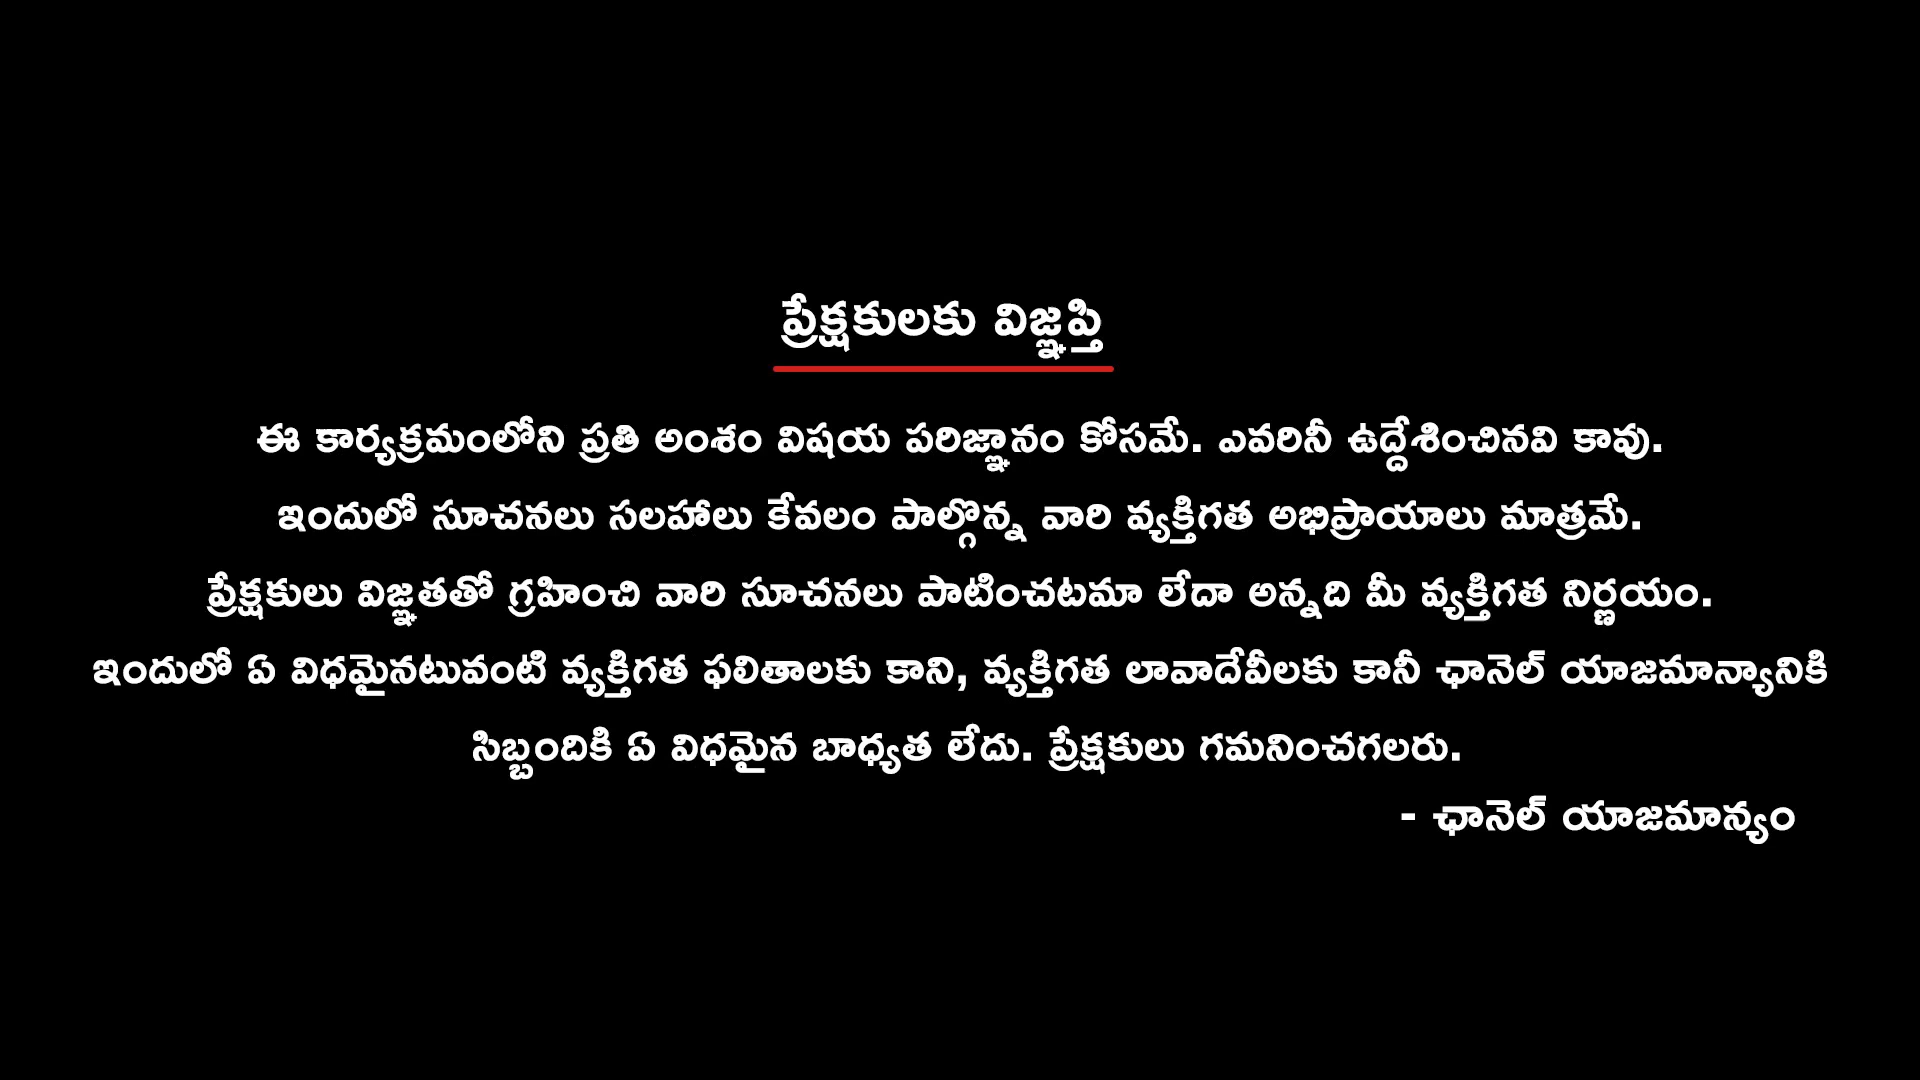 ప్రేక్షకులకు విజ్ఞప్తి
ఈ కార్యక్రమంలోని ప్రతి అంశం విషయ పరిజ్ఞానం కోసమే. ఎవరినీ ఉద్దేశించినవి కావు.
ఇందులో సూచనలు సలహాలు కేవలం పాల్గొన్న వారి వ్యక్తిగత అభిప్రాయాలు మాత్రమే.
ప్రేక్షకులు విజ్ఞతతో గ్రహించి వారి సూచనలు పాటించటమా లేదా అన్నది మీ వ్యక్తిగత నిర్ణయం.
ఇందులో ఏ విధమైనటువంటి వ్యక్తిగత ఫలితాలకు కాని, వ్యక్తిగత లావాదేవీలకు కానీ ఛానెల్ యాజమాన్యానికి
సిబ్బందికి ఏ విధమైన బాధ్యత లేదు. ప్రేక్షకులు గమనించగలరు.
- ఛానెల్ యాజమాన్యం